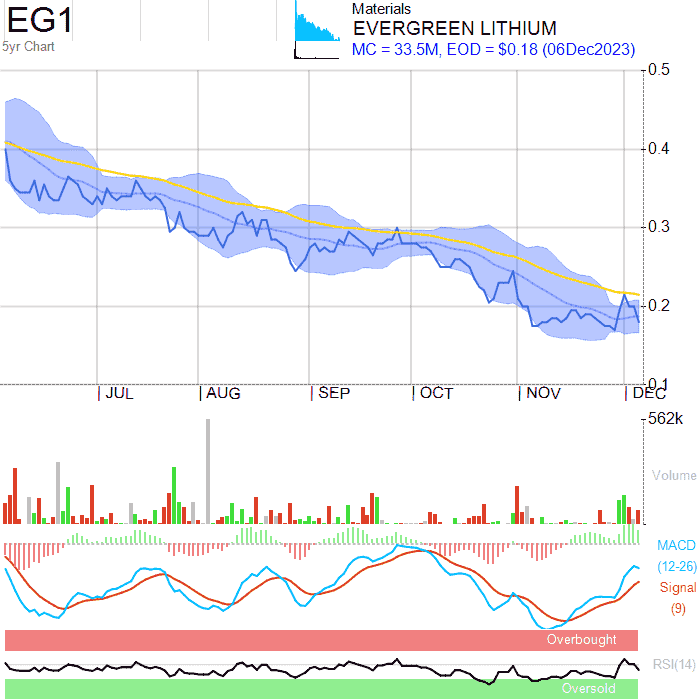 EG1
5yr Chart
Materials
EVERGREEN LITHIUM
MC = 33.5M, EOD = $0.18 (06Dec2023)
0.5
0.4
0.3
0.2
0.1
JUL AUG SEP OCT NOV DEC
562k
Volume
MACD
(12-26)
Signal
(9)
Overbought
RSI(14)
Oversold